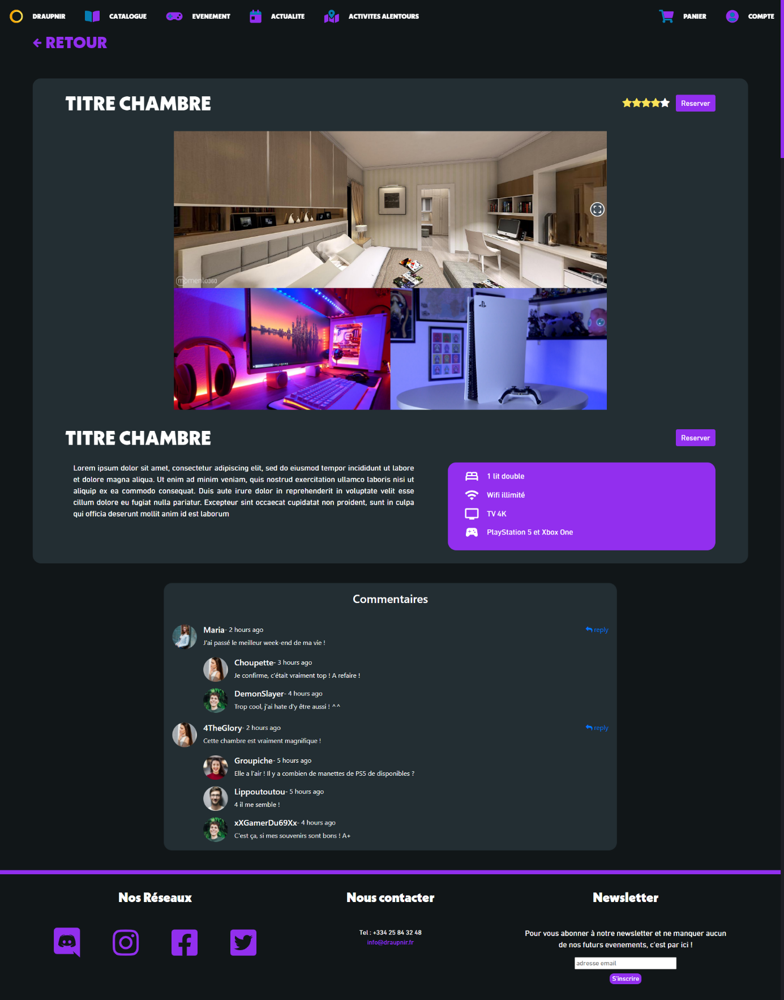 DRAUPNIR CATALOGUE EVENEMENT ACTUALITE ACTIVITES ALENTOURS PANIER COMPTE
← RETOUR
TITRE CHAMBRE
Reserver
momento360
TITRE CHAMBRE
Reserver
Lorem ipsum dolor sit amet, consectetur adipiscing elit, sed do eiusmod tempor incididunt ut labore
et dolore magna aliqua. Ut enim ad minim veniam, quis nostrud exercitation ullamco laboris nisi ut
aliquip ex ea commodo consequat. Duis aute irure dolor in reprehenderit in voluptate velit esse
cillum dolore eu fugiat nulla pariatur. Excepteur sint occaecat cupidatat non proident, sunt in culpa
qui officia deserunt mollit anim id est laborum
1 lit double
Wifi illimité
TV 4K
PlayStation 5 et Xbox One
Commentaires
Maria- 2 hours ago
reply
J'ai passé le meilleur week-end de ma vie !
Choupette- 3 hours ago
Je confirme, c'était vraiment top ! A refaire !
DemonSlayer- 4 hours ago
Trop cool, j'ai hate d'y être aussi ! ^^
4TheGlory- 2 hours ago
reply
Cette chambre est vraiment magnifique !
Groupiche- 5 hours ago
Elle a l'air ! Il y a combien de manettes de PS5 de disponibles ?
Lippoutoutou- 5 hours ago
4 il me semble !
xXGamerDu69Xx- 4 hours ago
C'est ça, si mes souvenirs sont bons ! A+
Nos Réseaux
Nous contacter
Tel : +334 25 84 32 48
info@draupnir.fr
Newsletter
Pour vous abonner à notre newsletter et ne manquer aucun
de nos futurs evenements, c'est par ici !
adresse email
S'inscrire